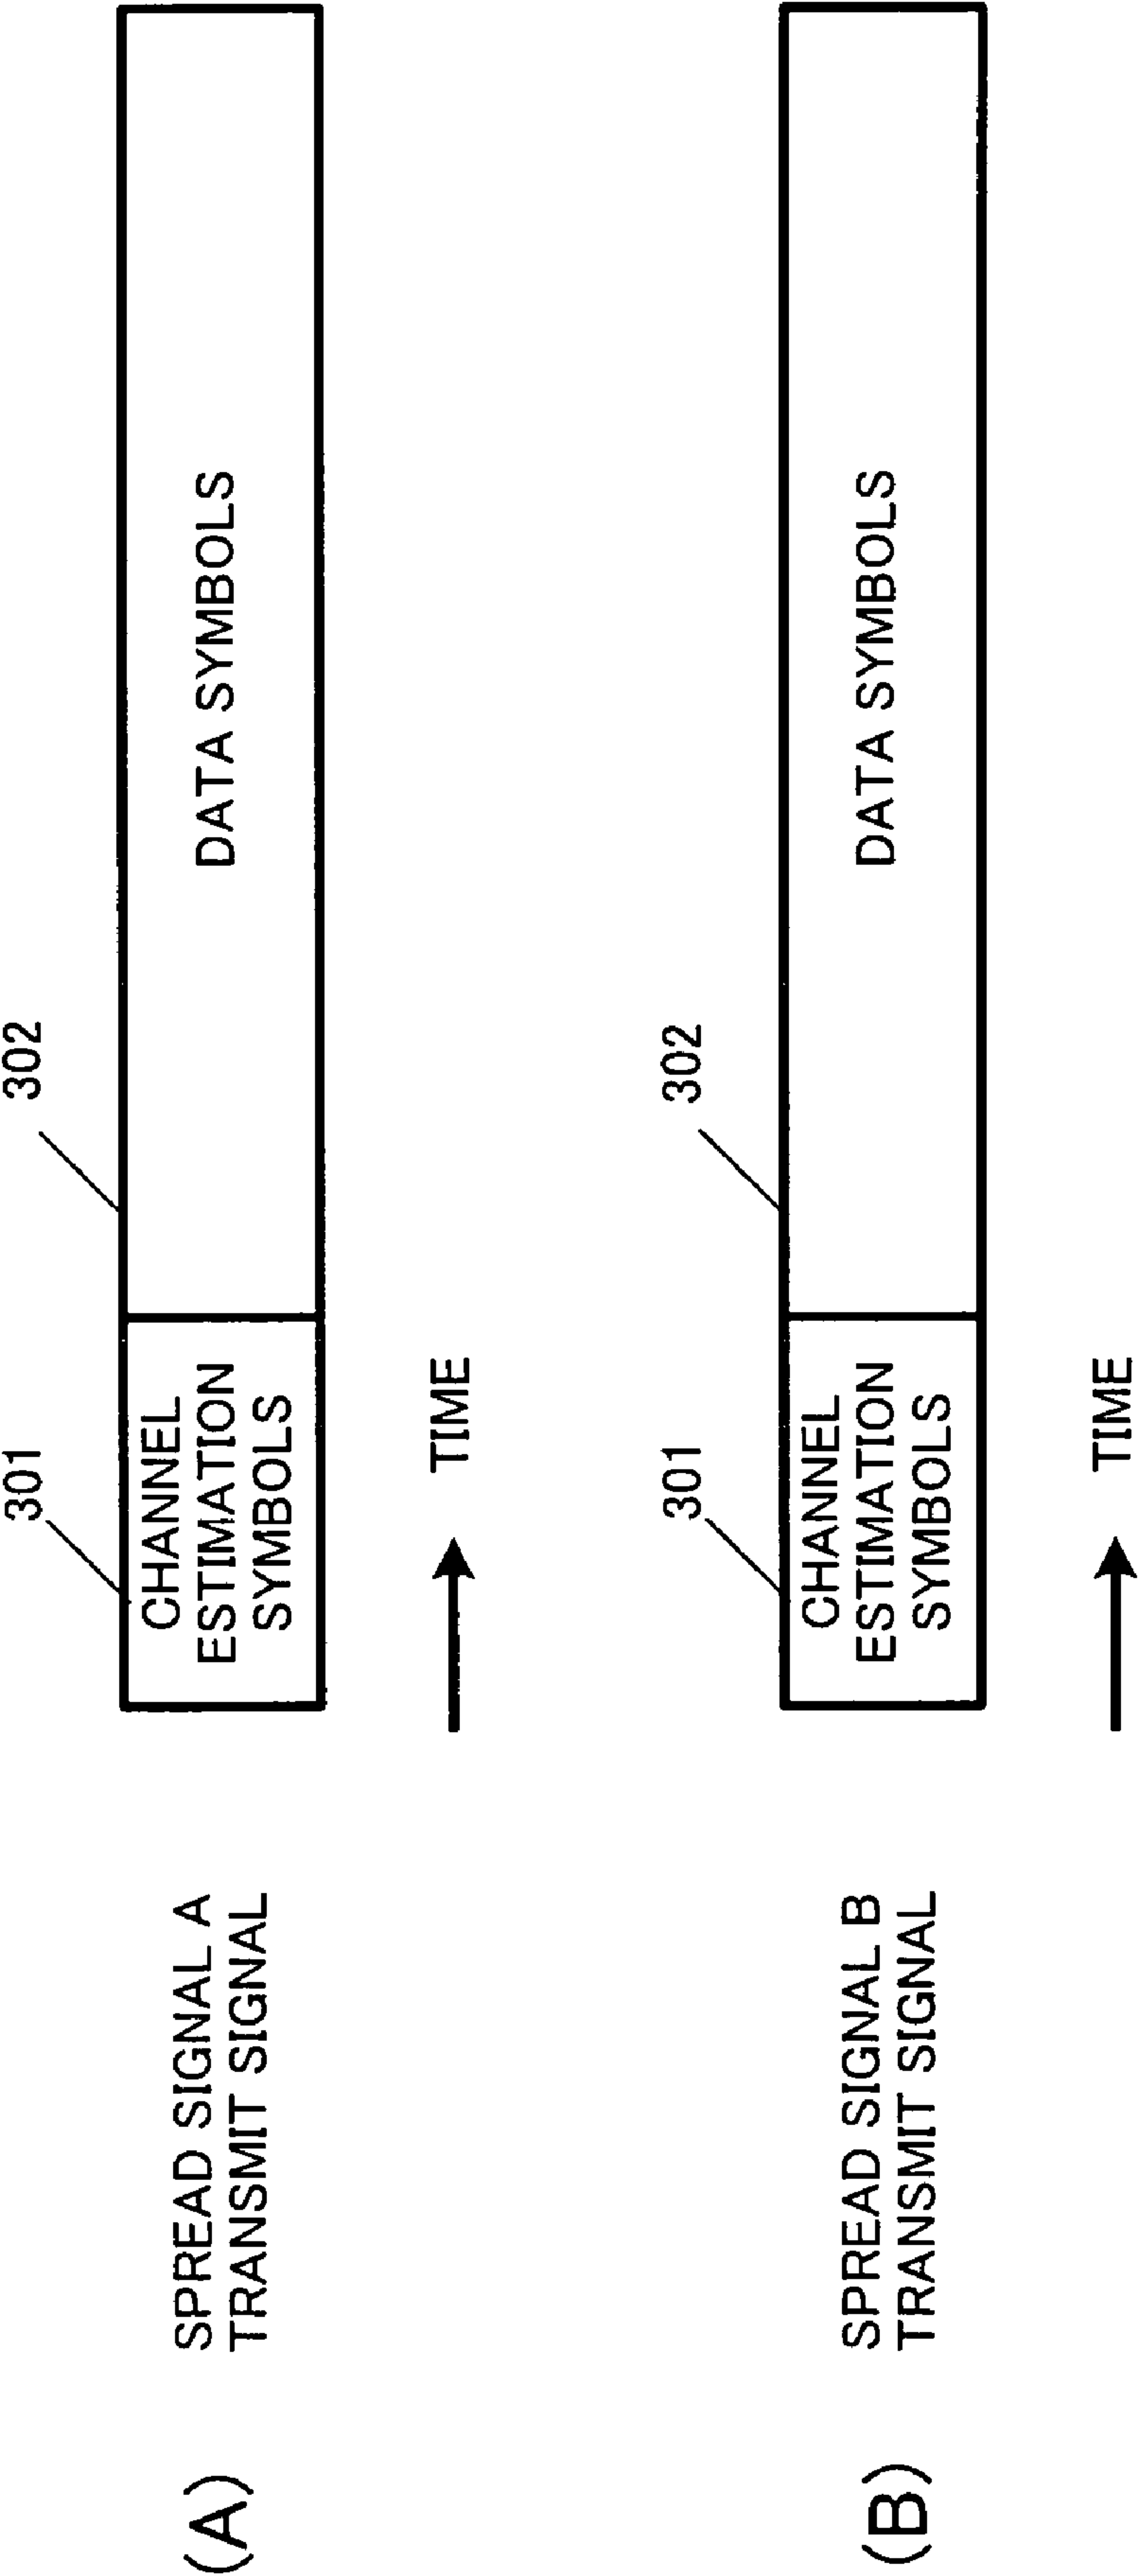 (A)
SPREAD SIGNAL A
TRANSMIT SIGNAL
301
302
CHANNEL
ESTIMATION
SYMBOLS
DATA SYMBOLS
TIME
(B)
SPREAD SIGNAL B
TRANSMIT SIGNAL
301
302
CHANNEL
ESTIMATION
SYMBOLS
DATA SYMBOLS
TIME